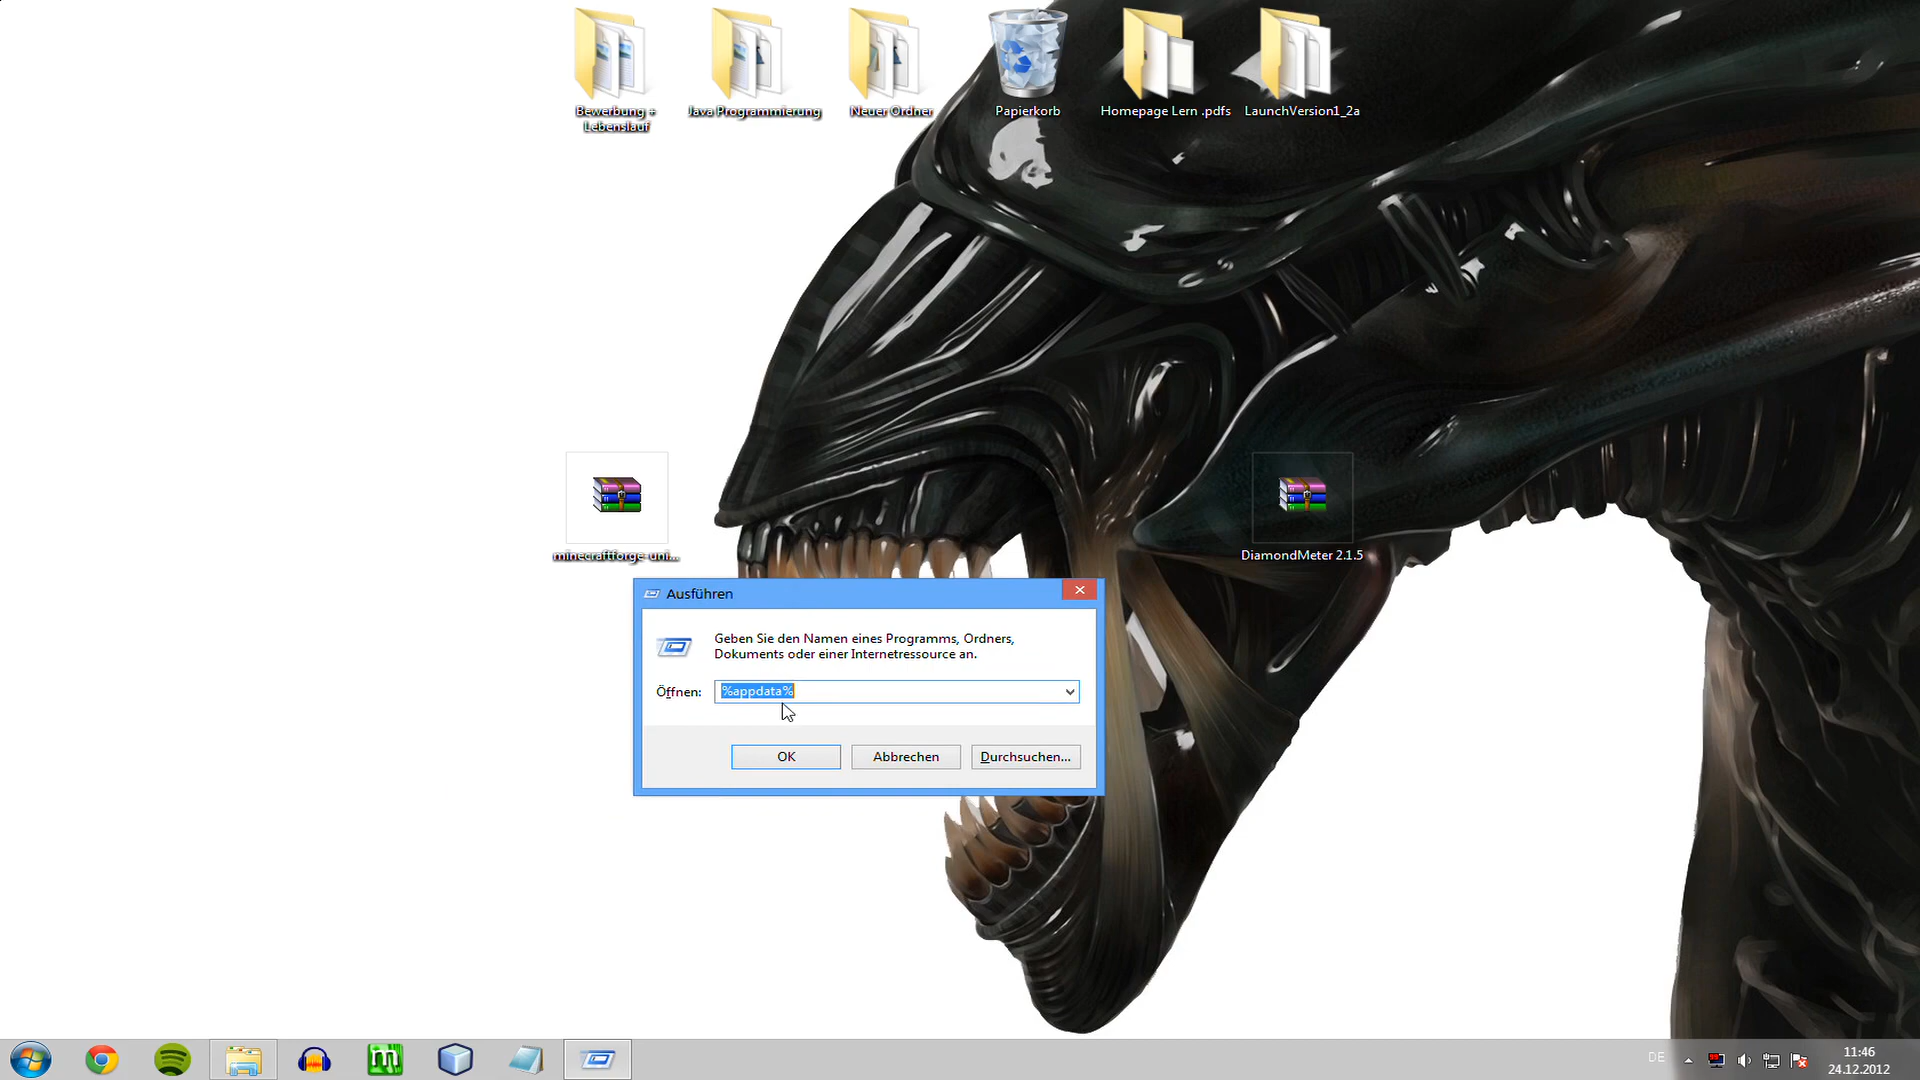 Bewerbung +
Lebenslauf
Java Programmierung
Neuer Ordner
Papierkorb
Homepage Lern .pdfs
LaunchVersion1_2a
minecraftforge-uni...
DiamondMeter 2.1.5
Ausführen
Geben Sie den Namen eines Programms, Ordners,
Dokuments oder einer Internetressource an.
Öffnen:
%appdata%
OK
Abbrechen
Durchsuchen...
DE
11:46
24.12.2012